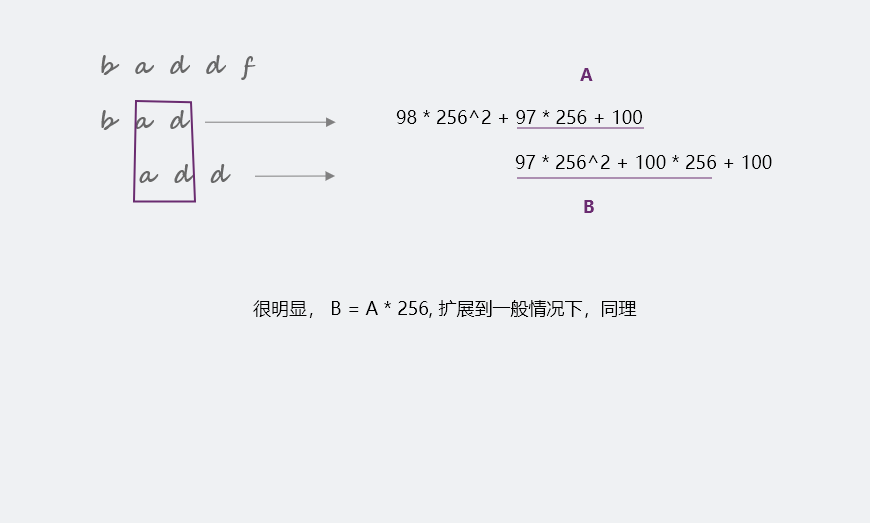 b a d d f
A
b a d 98 * 256^2 + 97 * 256 + 100
97 * 256^2 + 100 * 256 + 100
a d d
B
很明显， B = A * 256, 扩展到一般情况下，同理